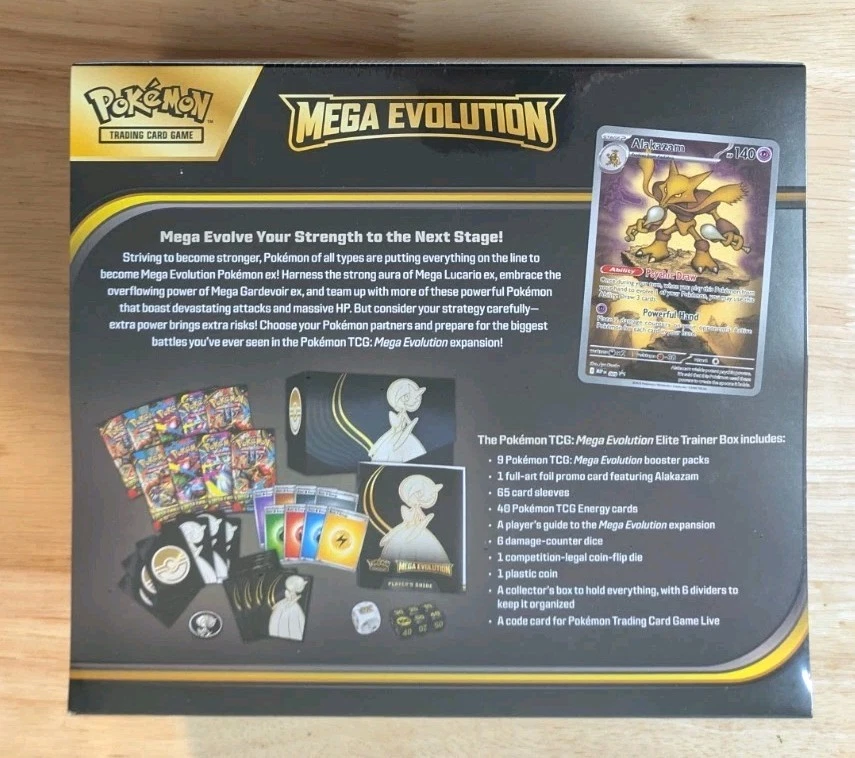 POKéMON
TRADING CARD GAME
MEGA EVOLUTION
Alakazam
140
Mega Evolve Your Strength to the Next Stage!
Striving to become stronger, Pokémon of all types are putting everything on the line to
become Mega Evolution Pokémon ex! Harness the strong aura of Mega Lucario ex, embrace the
overflowing power of Mega Gardevoir ex, and team up with more of these powerful Pokémon
that boast devastating attacks and massive HP. But consider your strategy carefully—
extra power brings extra risks! Choose your Pokémon partners and prepare for the biggest
battles you've ever seen in the Pokémon TCG: Mega Evolution expansion!
Ability Psychic Draw
Powerful Hand
The Pokémon TCG: Mega Evolution Elite Trainer Box includes:
• 9 Pokémon TCG: Mega Evolution booster packs
• 1 full-art foil promo card featuring Alakazam
• 65 card sleeves
• 40 Pokémon TCG Energy cards
• A player's guide to the Mega Evolution expansion
• 6 damage-counter dice
• 1 competition-legal coin-flip die
• 1 plastic coin
• A collector's box to hold everything, with 6 dividers to
keep it organized
• A code card for Pokémon Trading Card Game Live
MEGA EVOLUTION
PLAYER'S GUIDE